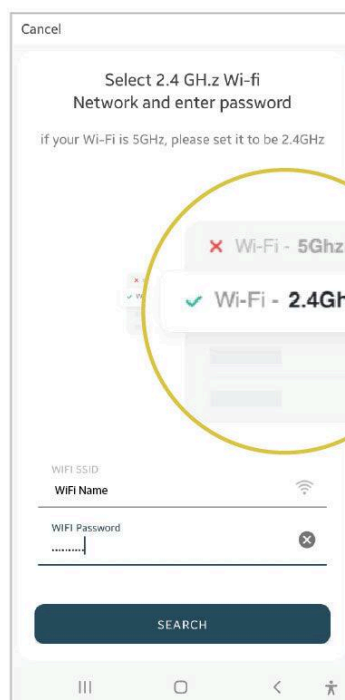 Cancel
Select 2.4 GH.z Wi-fi
Network and enter password
if your Wi-Fi is 5GHz, please set it to be 2.4GHz
Wi-Fi - 5Ghz
Wi-Fi - 2.4Gh
WIFI SSID
WiFi Name
WIFI Password
..........
SEARCH